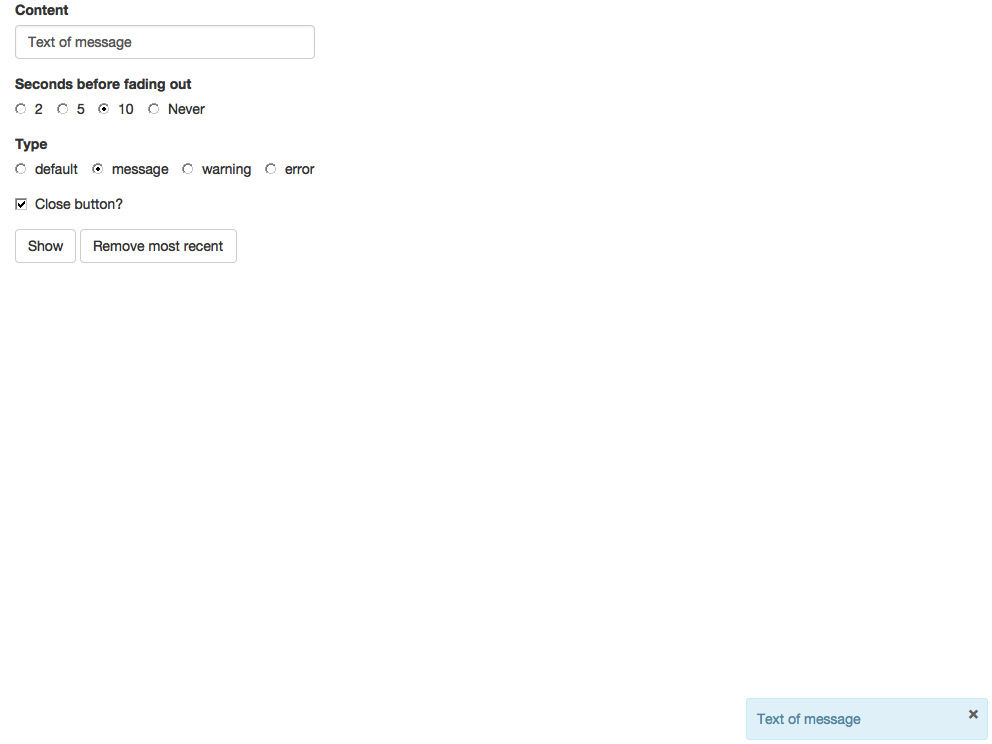 Content
Text of message
Seconds before fading out
2 5 10 Never
Type
default message warning error
Close button?
Show Remove most recent
Text of message ×